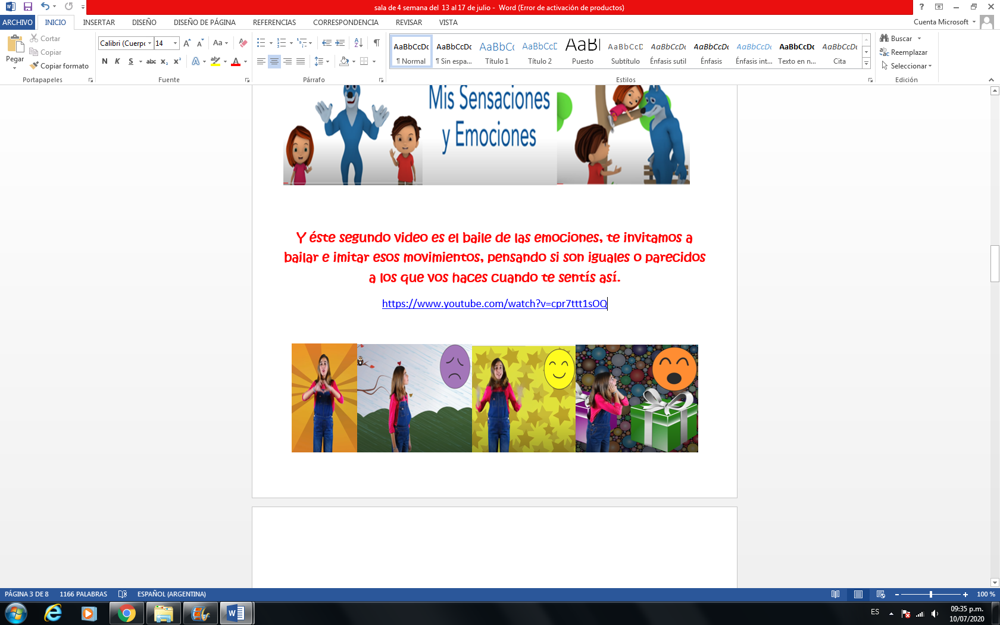 sala de 4 semana del 13 al 17 de julio - Word (Error de activación de productos)
ARCHIVO INICIO INSERTAR DISEÑO DISEÑO DE PÁGINA REFERENCIAS CORRESPONDENCIA REVISAR VISTA
Cuenta Microsoft
Pegar
Cortar
Copiar
Copiar formato
Portapapeles
Calibri (Cuerpo 14
N K S abc x₂ x²
Fuente
Párrafo
AaBbCcDc AaBbCcDc AaBbC AaBbCcD AaB AaBbCcD AaBbCcDc AaBbCcDc AaBbCcDc AaBbCcDc AaBbCcDc
¶ Normal ¶ Sin espa... Título 1 Título 2 Puesto Subtítulo Énfasis sutil Énfasis Énfasis int... Texto en n... Cita
Estilos
Buscar
Reemplazar
Seleccionar
Edición
Mis Sensaciones
y Emociones
Y éste segundo video es el baile de las emociones, te invitamos a
bailar e imitar esos movimientos, pensando si son iguales o parecidos
a los que vos haces cuando te sentís así.
https://www.youtube.com/watch?v=cpr7ttt1sOQ
PÁGINA 3 DE 8 1166 PALABRAS ESPAÑOL (ARGENTINA)
100 %
ES
09:35 p.m.
10/07/2020